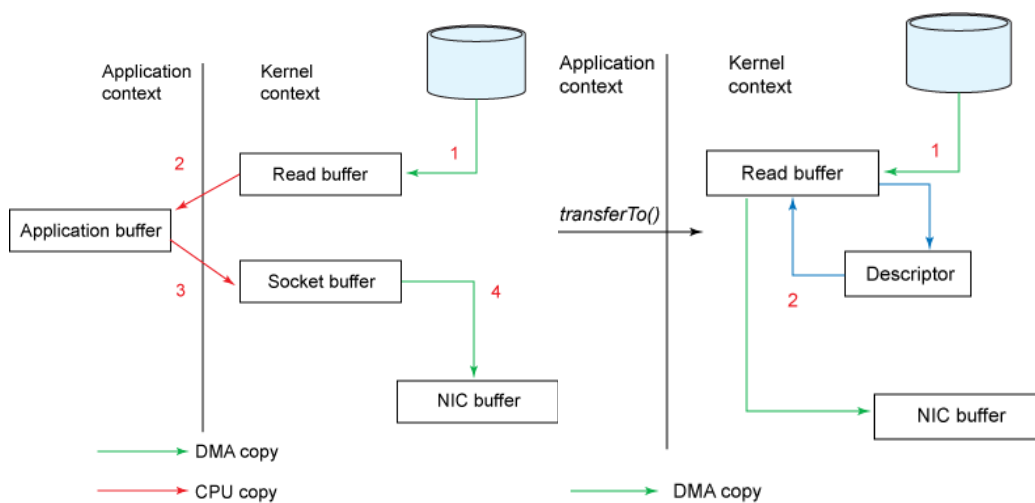 Application
context
Kernel
context
1
2
Read buffer
Application buffer
3
Socket buffer
4
NIC buffer
DMA copy
CPU copy
Application
context
Kernel
context
1
Read buffer
transferTo()
Descriptor
2
NIC buffer
DMA copy